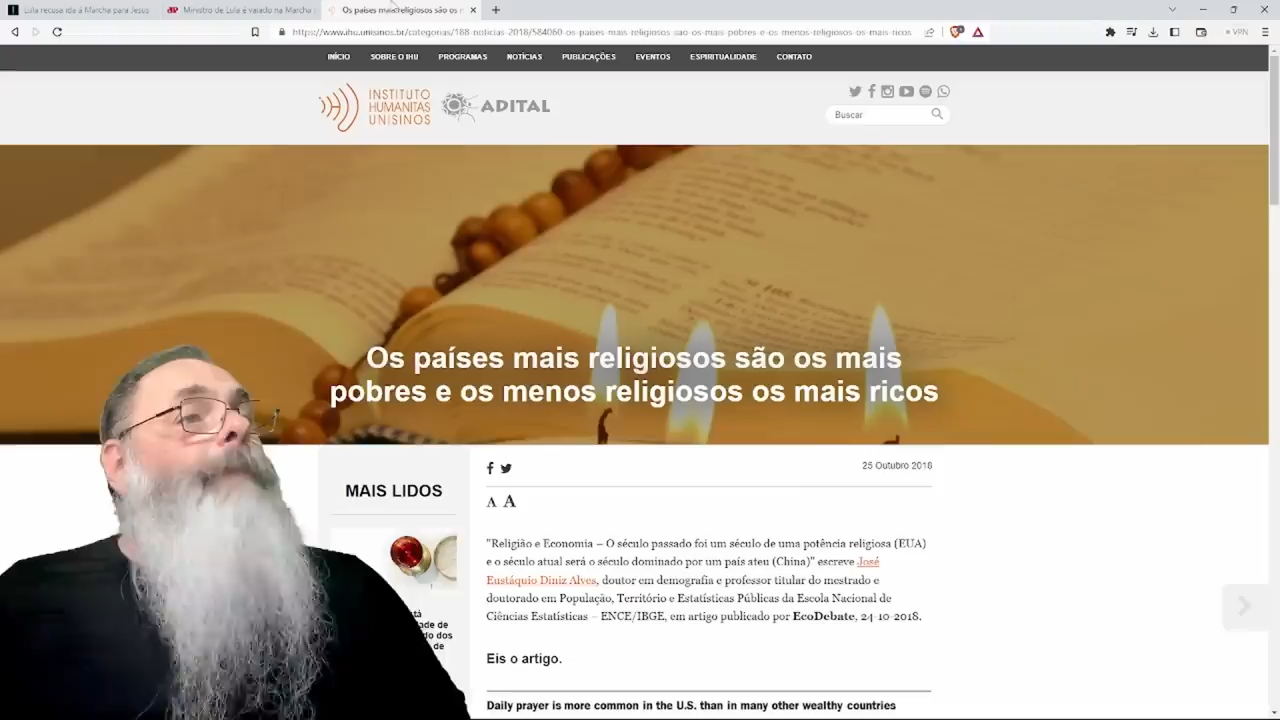 Lula recusa ida à Marcha para Jesus
Ministro de Lula é vaiado na Marcha
Os países mais religiosos são os
https://www.ihu.unisinos.br/categorias/188-noticias-2018/584060-os-paises-mais-religiosos-sao-os-mais-pobres-e-os-menos-religiosos-os-mais-ricos
VPN
INÍCIO SOBRE O IHU PROGRAMAS NOTÍCIAS PUBLICAÇÕES EVENTOS ESPIRITUALIDADE CONTATO
INSTITUTO
HUMANITAS
UNISINOS
ADITAL
Buscar
Os países mais religiosos são os mais
pobres e os menos religiosos os mais ricos
25 Outubro 2018
MAIS LIDOS
A A
"Religião e Economia – O século passado foi um século de uma potência religiosa (EUA)
e o século atual será o século dominado por um país ateu (China)" escreve José
Eustáquio Diniz Alves, doutor em demografia e professor titular do mestrado e
doutorado em População, Território e Estatísticas Públicas da Escola Nacional de
Ciências Estatísticas – ENCE/IBGE, em artigo publicado por EcoDebate, 24-10-2018.
dos
de
Eis o artigo.
Daily prayer is more common in the U.S. than in many other wealthy countries